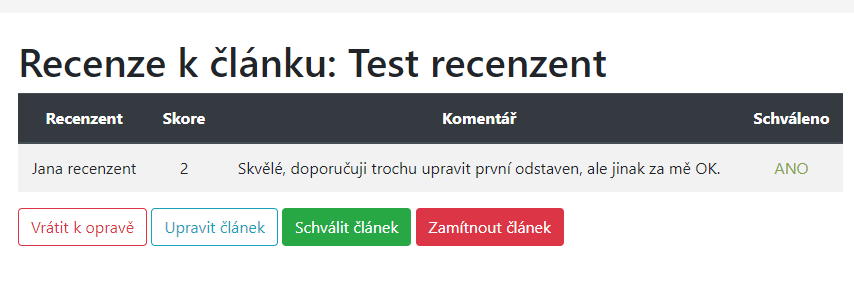 Recenze k článku: Test recenzent
Recenzent Skore Komentář Schváleno
Jana recenzent 2 Skvělé, doporučuji trochu upravit první odstaven, ale jinak za mě OK. ANO
Vrátit k opravě Upravit článek Schválit článek Zamítnout článek